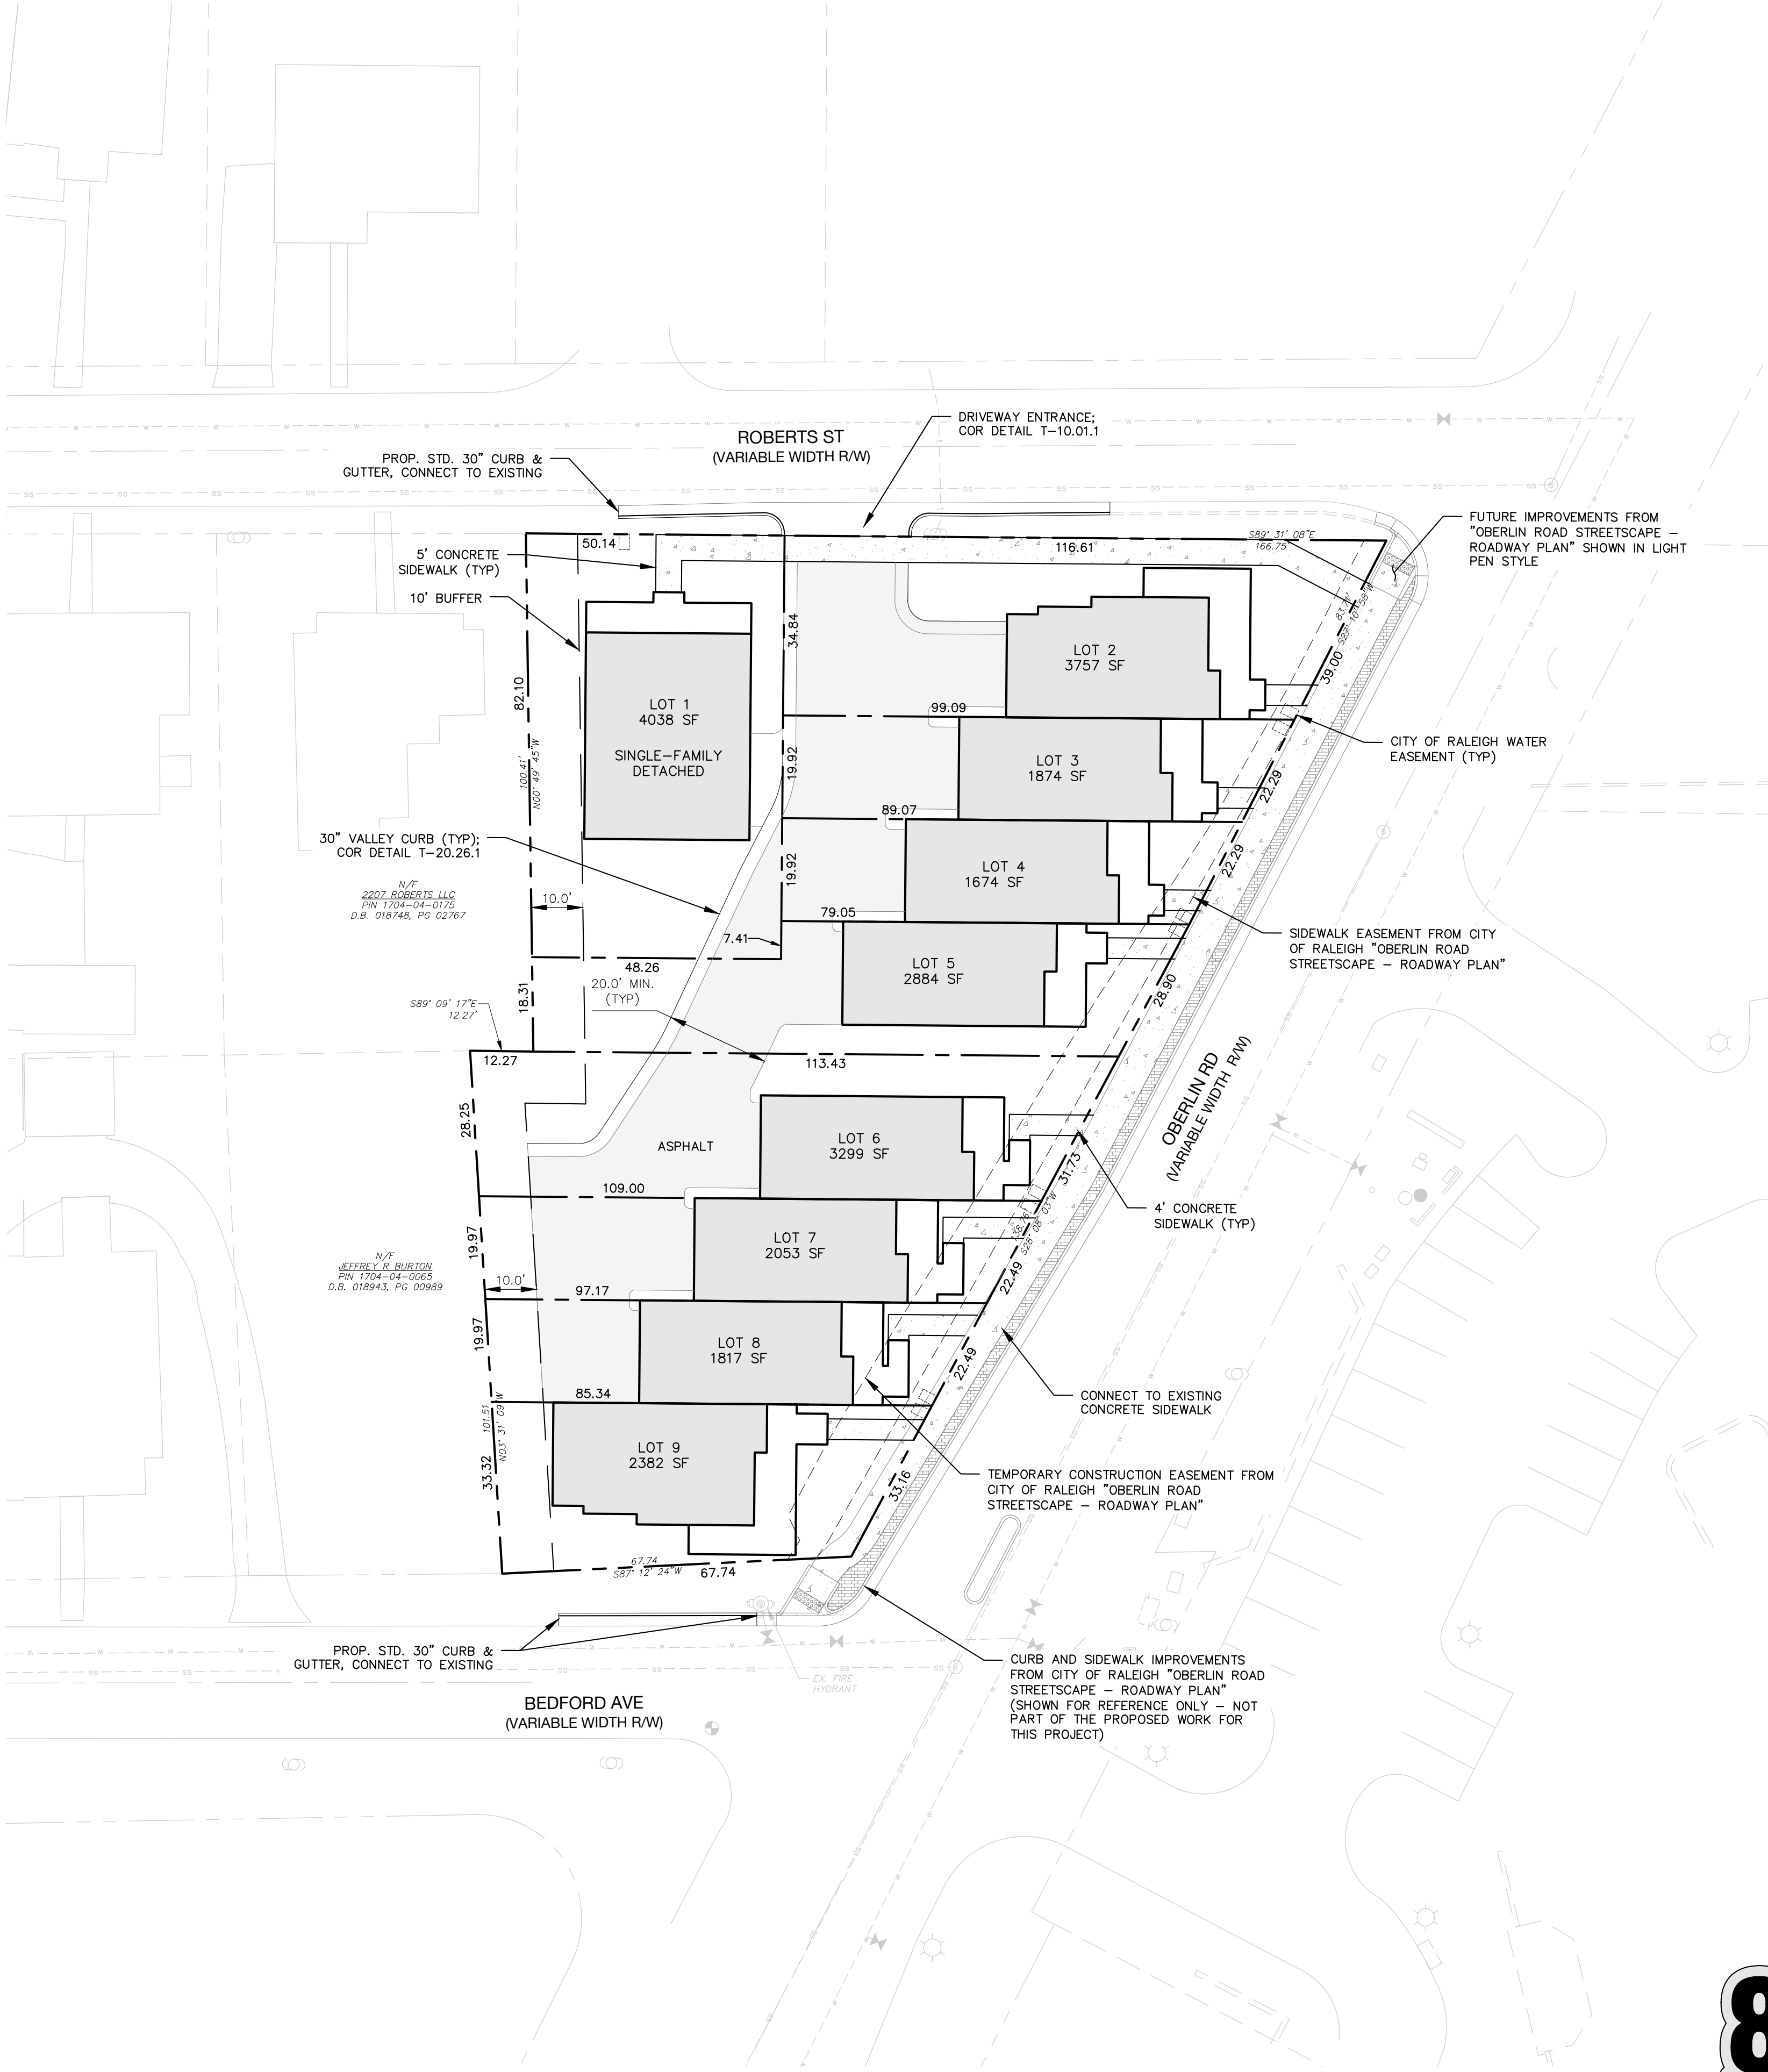 DRIVEWAY ENTRANCE;
COR DETAIL T-10.01.1
ROBERTS ST
(VARIABLE WIDTH R/W)
PROP. STD. 30" CURB &
GUTTER, CONNECT TO EXISTING
FUTURE IMPROVEMENTS FROM
"OBERLIN ROAD STREETSCAPE –
ROADWAY PLAN" SHOWN IN LIGHT
PEN STYLE
50.14
116.61
S89° 31' 08"E
166.75
5' CONCRETE
SIDEWALK (TYP)
10' BUFFER
34.84
83.71'
39.00
LOT 2
3757 SF
82.10
LOT 1
4038 SF
SINGLE–FAMILY
DETACHED
99.09
CITY OF RALEIGH WATER
EASEMENT (TYP)
100.41'
N00° 49' 45"W
19.92
LOT 3
1874 SF
22.29
89.07
30" VALLEY CURB (TYP);
COR DETAIL T–20.26.1
19.92
LOT 4
1674 SF
22.29
N/F
2207 ROBERTS LLC
PIN 1704-04-0175
D.B. 018748, PG 02767
10.0'
79.05
7.41
SIDEWALK EASEMENT FROM CITY
OF RALEIGH "OBERLIN ROAD
STREETSCAPE – ROADWAY PLAN"
48.26
LOT 5
2884 SF
28.90
20.0' MIN.
(TYP)
18.31
S89° 09' 17"E
12.27'
12.27
113.43
OBERLIN RD
(VARIABLE WIDTH R/W)
28.25
ASPHALT
LOT 6
3299 SF
31.73
109.00
4' CONCRETE
SIDEWALK (TYP)
138.76'
S28° 08' 03"W
19.97
LOT 7
2053 SF
22.49
N/F
JEFFREY R BURTON
PIN 1704-04-0065
D.B. 018943, PG 00989
10.0'
97.17
19.97
LOT 8
1817 SF
22.49
85.34
CONNECT TO EXISTING
CONCRETE SIDEWALK
101.51
N03° 31' 09"W
33.32
LOT 9
2382 SF
33.16
TEMPORARY CONSTRUCTION EASEMENT FROM
CITY OF RALEIGH "OBERLIN ROAD
STREETSCAPE – ROADWAY PLAN"
67.74
S87° 12' 24"W
67.74
PROP. STD. 30" CURB &
GUTTER, CONNECT TO EXISTING
EX. FIRE
HYDRANT
CURB AND SIDEWALK IMPROVEMENTS
FROM CITY OF RALEIGH "OBERLIN ROAD
STREETSCAPE – ROADWAY PLAN"
(SHOWN FOR REFERENCE ONLY – NOT
PART OF THE PROPOSED WORK FOR
THIS PROJECT)
BEDFORD AVE
(VARIABLE WIDTH R/W)